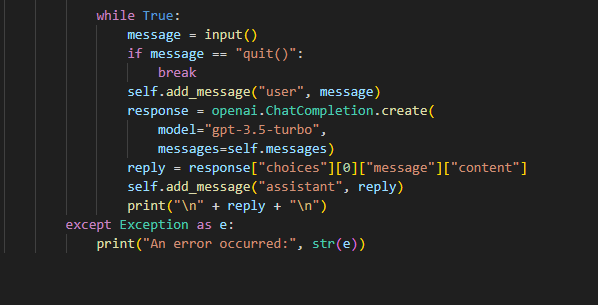 while True:
message = input()
if message == "quit()":
break
self.add_message("user", message)
response = openai.ChatCompletion.create(
model="gpt-3.5-turbo",
messages=self.messages)
reply = response["choices"][0]["message"]["content"]
self.add_message("assistant", reply)
print("\n" + reply + "\n")
except Exception as e:
print("An error occurred:", str(e))